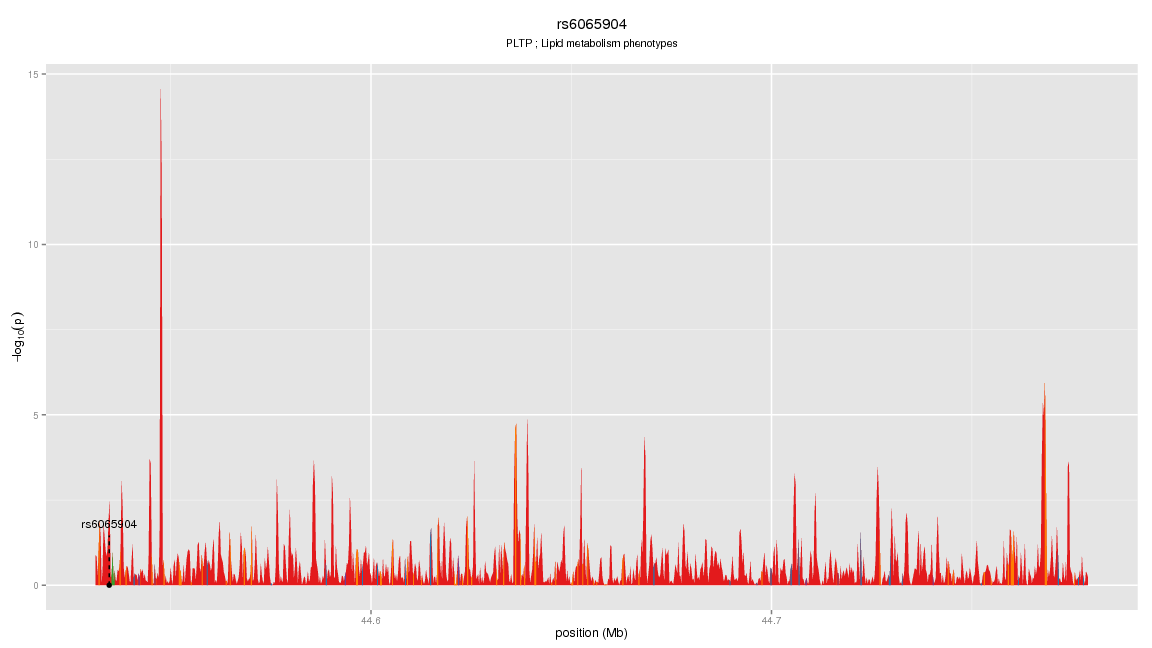 rs6065904
PLTP ; Lipid metabolism phenotypes
15
10
5
0
−log10(p)
rs6065904
44.6
44.7
position (Mb)